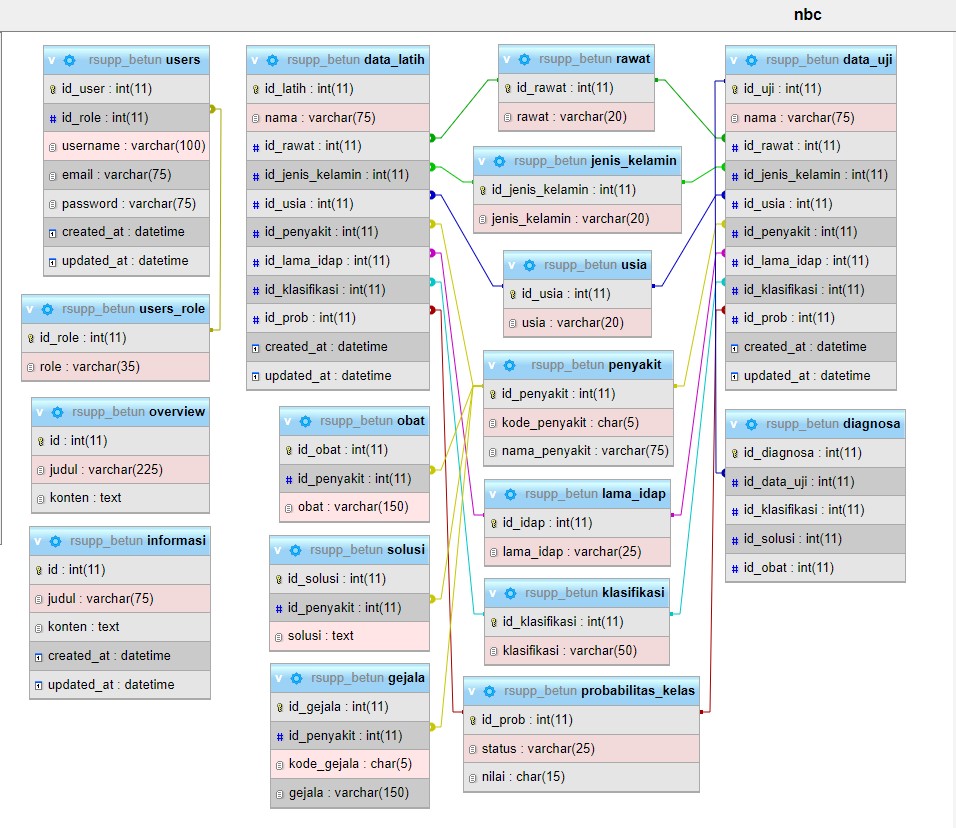 nbc
rsupp_betun users
id_user : int(11)
id_role : int(11)
username : varchar(100)
email : varchar(75)
password : varchar(75)
created_at : datetime
updated_at : datetime
rsupp_betun users_role
id_role : int(11)
role : varchar(35)
rsupp_betun overview
id : int(11)
judul : varchar(225)
konten : text
rsupp_betun informasi
id : int(11)
judul : varchar(75)
konten : text
created_at : datetime
updated_at : datetime
rsupp_betun data_latih
id_latih : int(11)
nama : varchar(75)
id_rawat : int(11)
id_jenis_kelamin : int(11)
id_usia : int(11)
id_penyakit : int(11)
id_lama_idap : int(11)
id_klasifikasi : int(11)
id_prob : int(11)
created_at : datetime
updated_at : datetime
rsupp_betun obat
id_obat : int(11)
id_penyakit : int(11)
obat : varchar(150)
rsupp_betun solusi
id_solusi : int(11)
id_penyakit : int(11)
solusi : text
rsupp_betun gejala
id_gejala : int(11)
id_penyakit : int(11)
kode_gejala : char(5)
gejala : varchar(150)
rsupp_betun rawat
id_rawat : int(11)
rawat : varchar(20)
rsupp_betun jenis_kelamin
id_jenis_kelamin : int(11)
jenis_kelamin : varchar(20)
rsupp_betun usia
id_usia : int(11)
usia : varchar(20)
rsupp_betun penyakit
id_penyakit : int(11)
kode_penyakit : char(5)
nama_penyakit : varchar(75)
rsupp_betun lama_idap
id_idap : int(11)
lama_idap : varchar(25)
rsupp_betun klasifikasi
id_klasifikasi : int(11)
klasifikasi : varchar(50)
rsupp_betun probabilitas_kelas
id_prob : int(11)
status : varchar(25)
nilai : char(15)
rsupp_betun data_uji
id_uji : int(11)
nama : varchar(75)
id_rawat : int(11)
id_jenis_kelamin : int(11)
id_usia : int(11)
id_penyakit : int(11)
id_lama_idap : int(11)
id_klasifikasi : int(11)
id_prob : int(11)
created_at : datetime
updated_at : datetime
rsupp_betun diagnosa
id_diagnosa : int(11)
id_data_uji : int(11)
id_klasifikasi : int(11)
id_solusi : int(11)
id_obat : int(11)